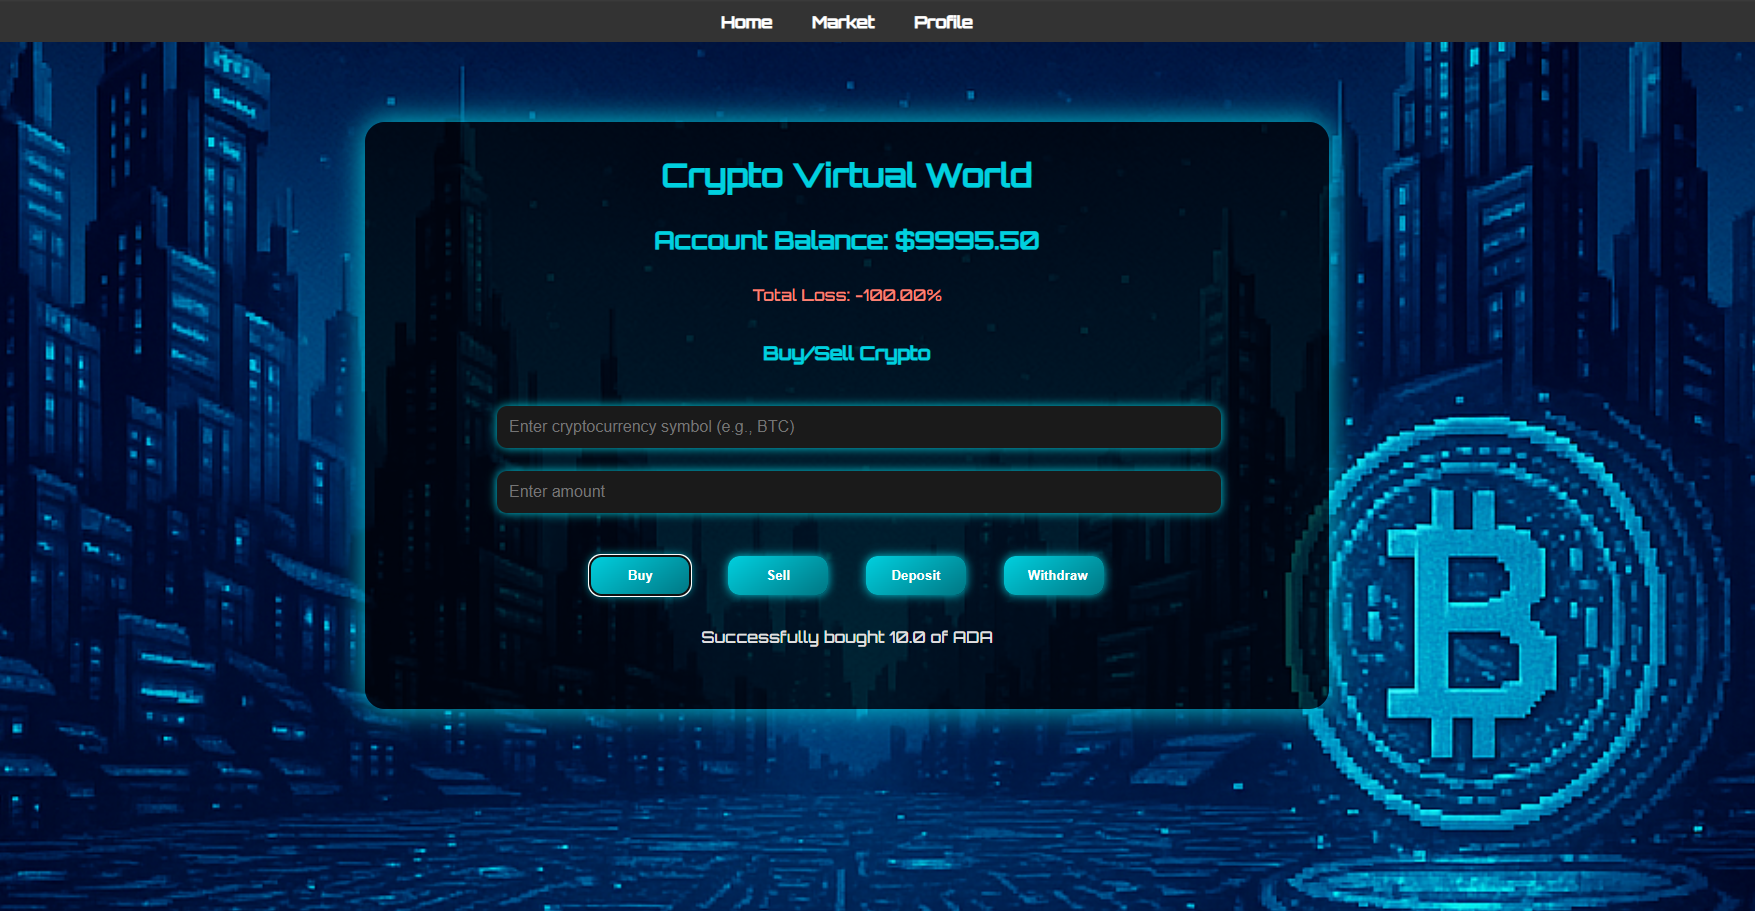 Home Market Profile
Crypto Virtual World
Account Balance: $9995.50
Total Loss: -100.00%
Buy/Sell Crypto
Enter cryptocurrency symbol (e.g., BTC)
Enter amount
Buy Sell Deposit Withdraw
Successfully bought 10.0 of ADA